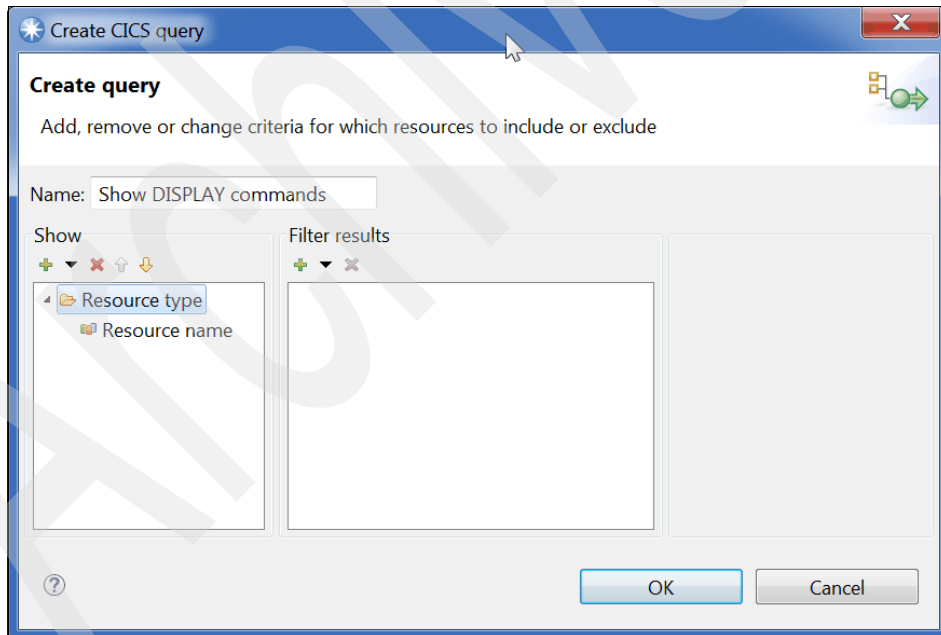 Create CICS query
Create query
Add, remove or change criteria for which resources to include or exclude
Name: Show DISPLAY commands
Show
Filter results
Resource type
Resource name
OK
Cancel